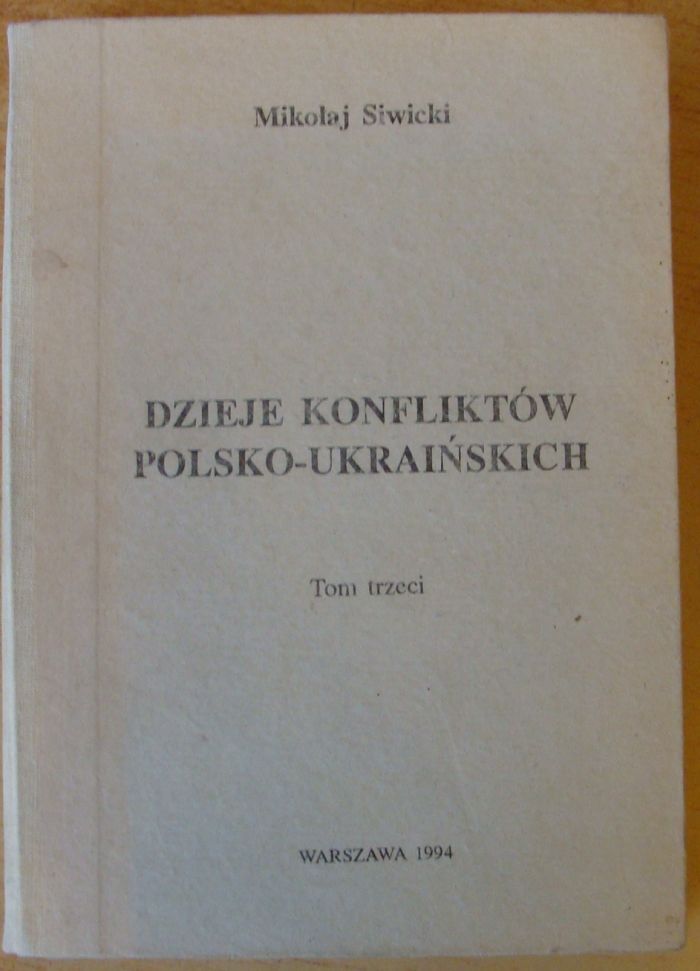 Mikołaj Siwicki
DZIEJE KONFLIKTÓW
POLSKO-UKRAIŃSKICH
Tom trzeci
WARSZAWA 1994